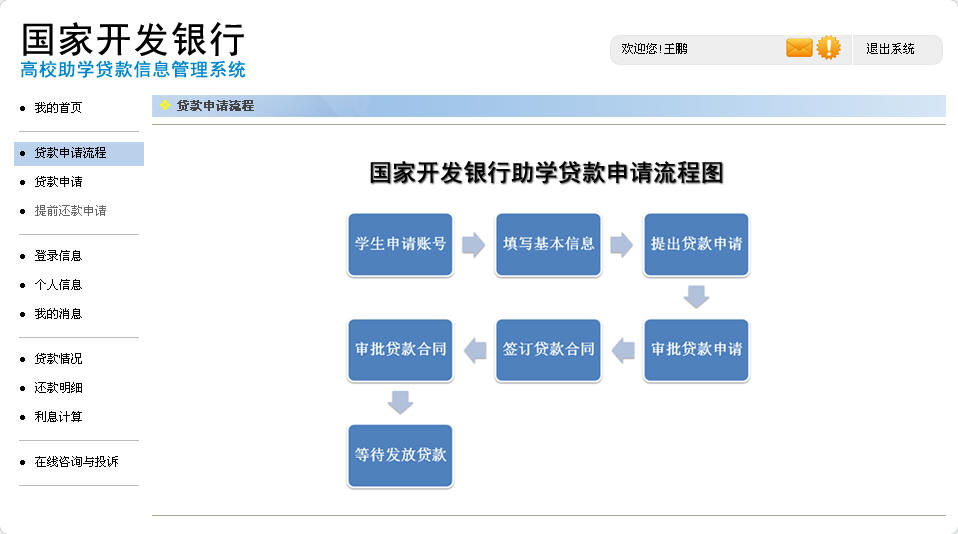 国家开发银行
高校助学贷款信息管理系统
欢迎您!王鹏
退出系统
我的首页
贷款申请流程
贷款申请
提前还款申请
登录信息
个人信息
我的消息
贷款情况
还款明细
利息计算
在线咨询与投诉
贷款申请流程
国家开发银行助学贷款申请流程图
学生申请账号
填写基本信息
提出贷款申请
审批贷款申请
签订贷款合同
审批贷款合同
等待发放贷款